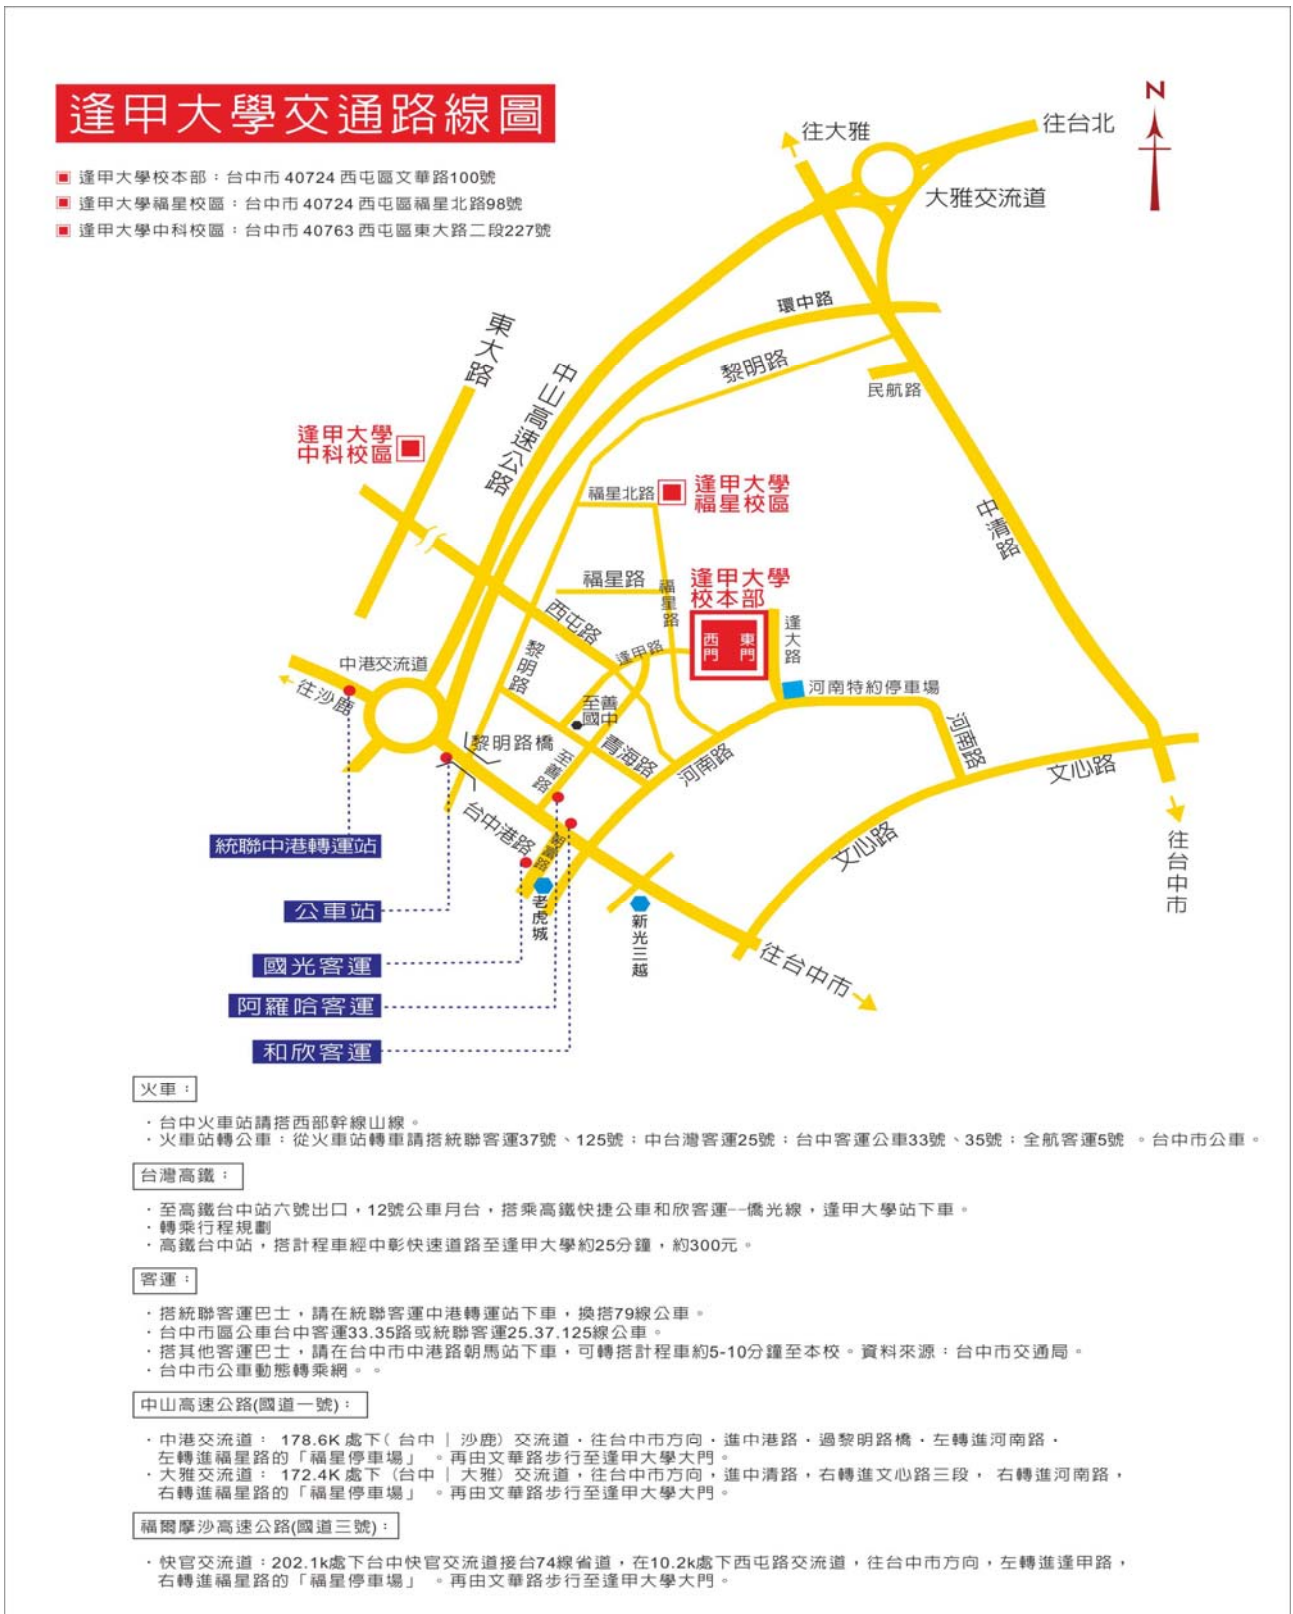 逢甲大學交通路線圖
逢甲大學校本部：台中市 40724 西屯區文華路100號
逢甲大學福星校區：台中市 40724 西屯區福星北路98號
逢甲大學中科校區：台中市 40763 西屯區東大路二段227號
N
往大雅
往台北
大雅交流道
環中路
東大路
黎明路
民航路
中山高速公路
逢甲大學
中科校區
福星北路
逢甲大學
福星校區
中清路
福星路
福星路
逢甲大學
校本部
西門
東門
逢大路
西屯路
逢甲路
黎明路
中港交流道
往沙鹿
河南特約停車場
至善
國中
黎明路橋
青海路
河南路
河南路
至善路
文心路
台中港路
朝富路
文心路
統聯中港轉運站
往台中市
公車站
老虎城
新光三越
往台中市
國光客運
阿羅哈客運
和欣客運
火車：
．台中火車站請搭西部幹線山線。
．火車站轉公車：從火車站轉車請搭統聯客運37號、125號；中台灣客運25號；台中客運公車33號、35號；全航客運5號 。台中市公車。
台灣高鐵：
．至高鐵台中站六號出口，12號公車月台，搭乘高鐵快捷公車和欣客運--僑光線，逢甲大學站下車。
．轉乘行程規劃
．高鐵台中站，搭計程車經中彰快速道路至逢甲大學約25分鐘，約300元。
客運：
．搭統聯客運巴士，請在統聯客運中港轉運站下車，換搭79線公車。
．台中市區公車台中客運33.35路或統聯客運25.37.125線公車。
．搭其他客運巴士，請在台中市中港路朝馬站下車，可轉搭計程車約5-10分鐘至本校。資料來源：台中市交通局。
．台中市公車動態轉乘網。。
中山高速公路(國道一號)：
．中港交流道： 178.6K 處下( 台中 | 沙鹿) 交流道．往台中市方向．進中港路．過黎明路橋．左轉進河南路．
左轉進福星路的「福星停車場」 。再由文華路步行至逢甲大學大門。
．大雅交流道： 172.4K 處下 (台中 | 大雅) 交流道，往台中市方向，進中清路，右轉進文心路三段， 右轉進河南路，
右轉進福星路的「福星停車場」 。再由文華路步行至逢甲大學大門。
福爾摩沙高速公路(國道三號)：
．快官交流道：202.1k處下台中快官交流道接台74線省道，在10.2k處下西屯路交流道，往台中市方向，左轉進逢甲路，
右轉進福星路的「福星停車場」 。再由文華路步行至逢甲大學大門。